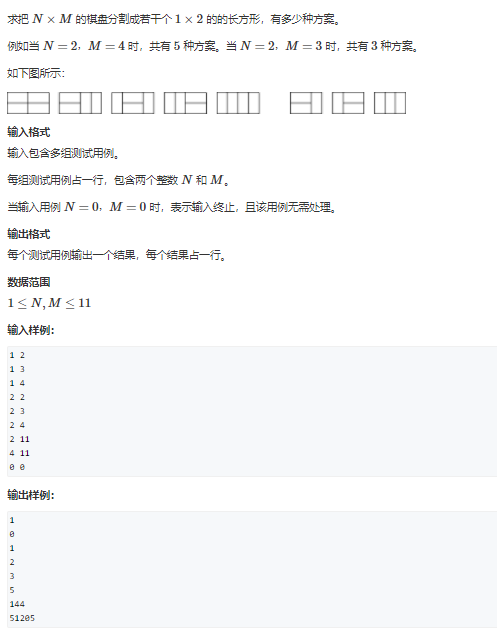 求把 N × M 的棋盘分割成若干个 1 × 2 的的长方形，有多少种方案。
例如当 N = 2，M = 4 时，共有 5 种方案。当 N = 2，M = 3 时，共有 3 种方案。
如下图所示：
输入格式
输入包含多组测试用例。
每组测试用例占一行，包含两个整数 N 和 M。
当输入用例 N = 0，M = 0 时，表示输入终止，且该用例无需处理。
输出格式
每个测试用例输出一个结果，每个结果占一行。
数据范围
1 ≤ N, M ≤ 11
输入样例：
1 2
1 3
1 4
2 2
2 3
2 4
2 11
4 11
0 0
输出样例：
1
0
1
2
3
5
144
51205